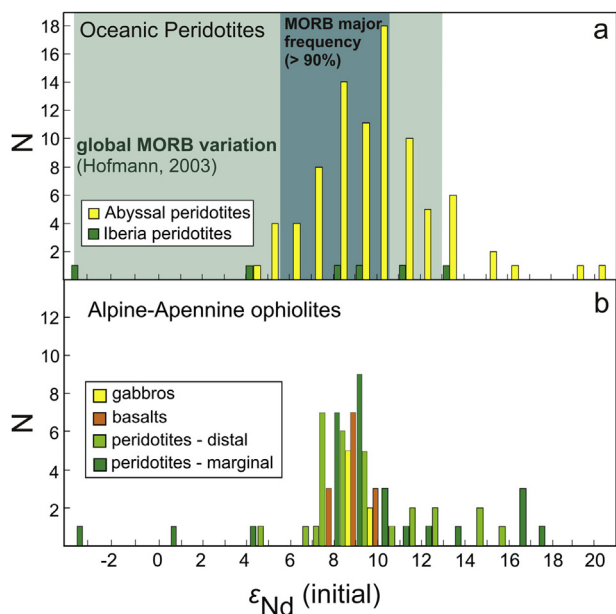 Oceanic Peridotites
MORB major
frequency
(> 90%)
a
global MORB variation
(Hofmann, 2003)
Abyssal peridotites
Iberia peridotites
N
18
16
14
12
10
8
6
4
2
Alpine-Apennine ophiolites
b
gabbros
basalts
peridotites - distal
peridotites - marginal
N
12
10
8
6
4
2
-2 0 2 4 6 8 10 12 14 16 18 20
εNd (initial)